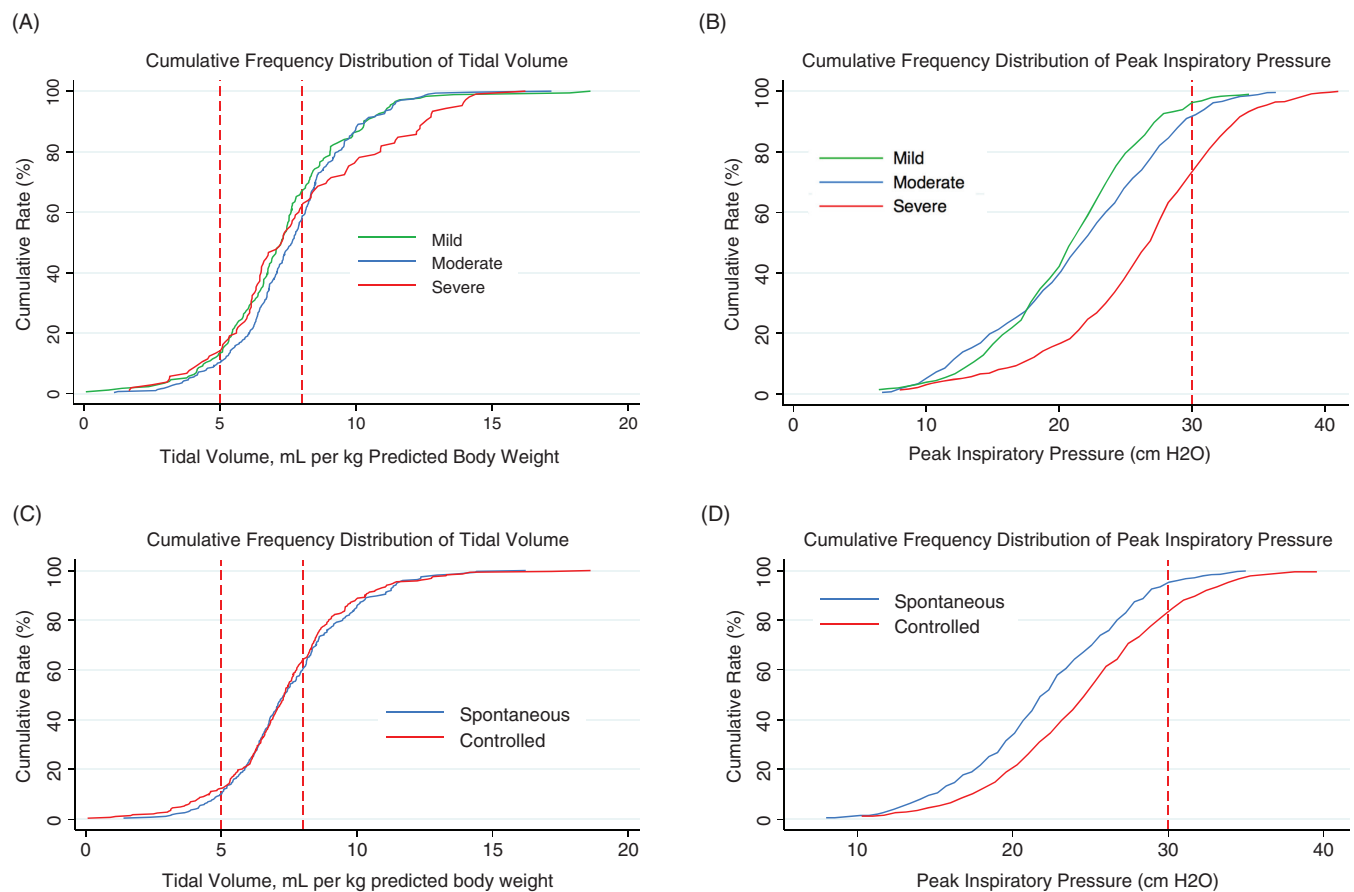 (A)
Cumulative Frequency Distribution of Tidal Volume
Cumulative Rate (%)
100
80
60
40
20
0
Mild
Moderate
Severe
0 5 10 15 20
Tidal Volume, mL per kg Predicted Body Weight
(B)
Cumulative Frequency Distribution of Peak Inspiratory Pressure
Cumulative Rate (%)
100
80
60
40
20
0
Mild
Moderate
Severe
0 10 20 30 40
Peak Inspiratory Pressure (cm H2O)
(C)
Cumulative Frequency Distribution of Tidal Volume
Cumulative Rate (%)
100
80
60
40
20
0
Spontaneous
Controlled
0 5 10 15 20
Tidal Volume, mL per kg predicted body weight
(D)
Cumulative Frequency Distribution of Peak Inspiratory Pressure
Cumulative Rate (%)
100
80
60
40
20
0
Spontaneous
Controlled
10 20 30 40
Peak Inspiratory Pressure (cm H2O)